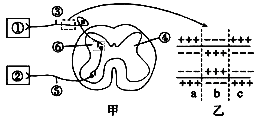 ③
①
④
⑥
②
⑤
甲
+++ --- +++
--- +++ ---
--- +++ ---
+++ --- +++
a b c
乙